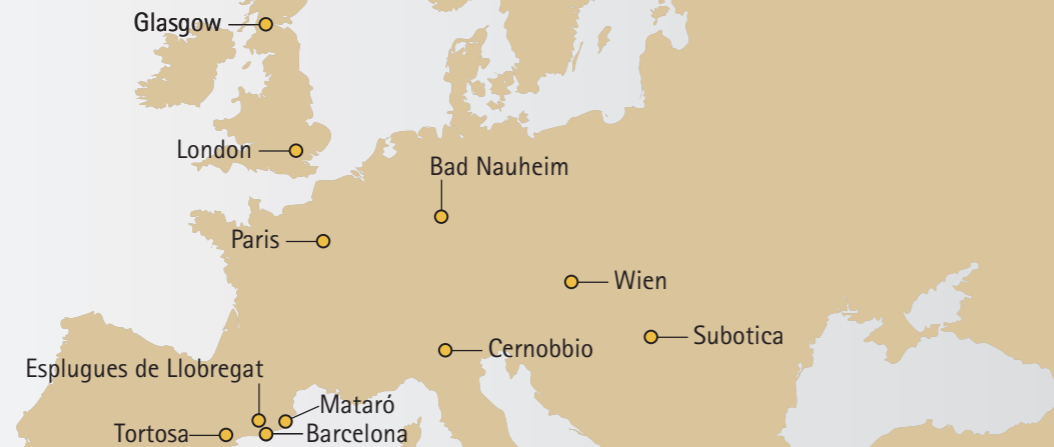 Glasgow
London
Bad Nauheim
Paris
Wien
Subotica
Cernobbio
Esplugues de Llobregat
Mataró
Tortosa
Barcelona